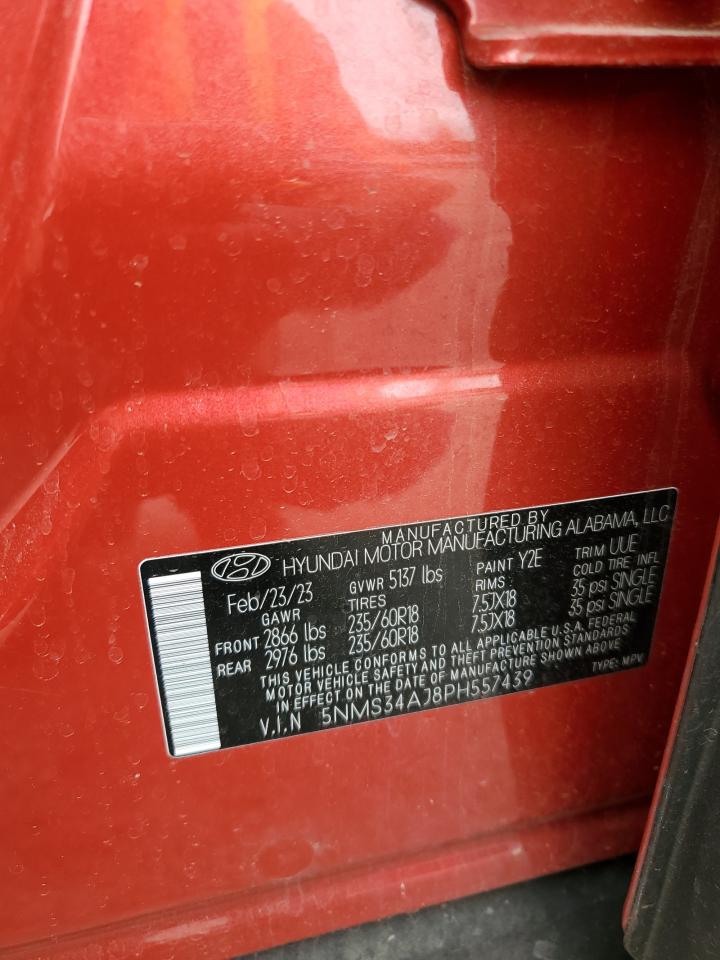 MANUFACTURED BY
HYUNDAI MOTOR MANUFACTURING ALABAMA, LLC
Feb/23/23 GVWR 5137 lbs PAINT Y2E TRIM UUE
GAWR TIRES RIMS COLD TIRE INFL
FRONT 2866 lbs 235/60R18 7.5JX18 35 psi SINGLE
REAR 2976 lbs 235/60R18 7.5JX18 35 psi SINGLE
THIS VEHICLE CONFORMS TO ALL APPLICABLE U.S.A. FEDERAL
MOTOR VEHICLE SAFETY AND THEFT PREVENTION STANDARDS
IN EFFECT ON THE DATE OF MANUFACTURE SHOWN ABOVE
V.I.N 5NMS34AJ8PH557439 TYPE: MPV